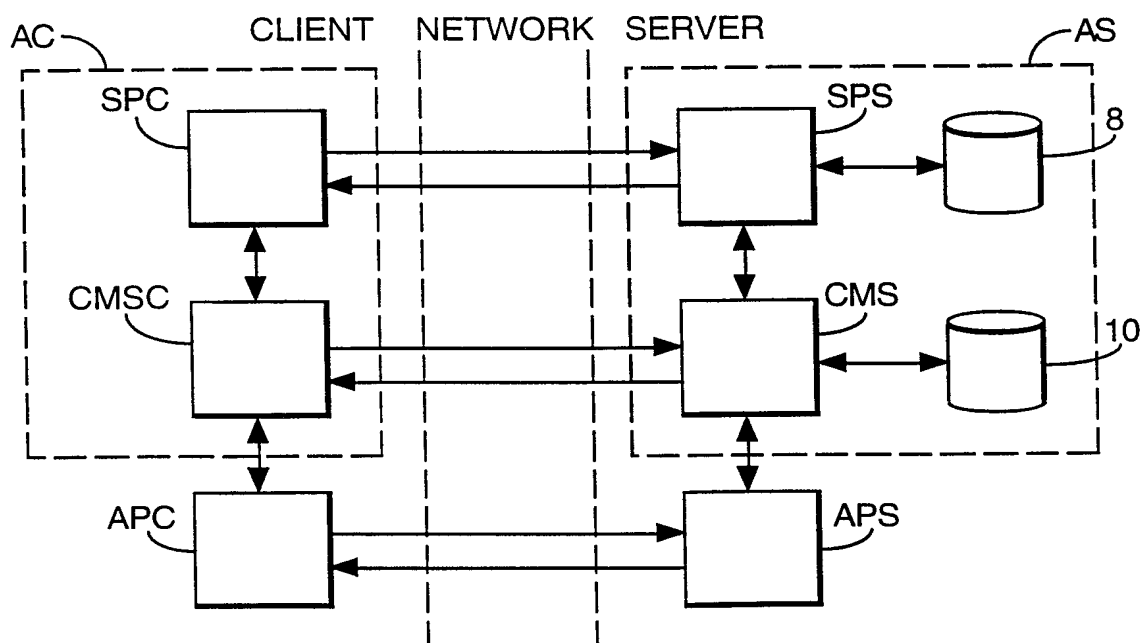 AC CLIENT NETWORK SERVER AS
SPC SPS 8
CMSC CMS 10
APC APS